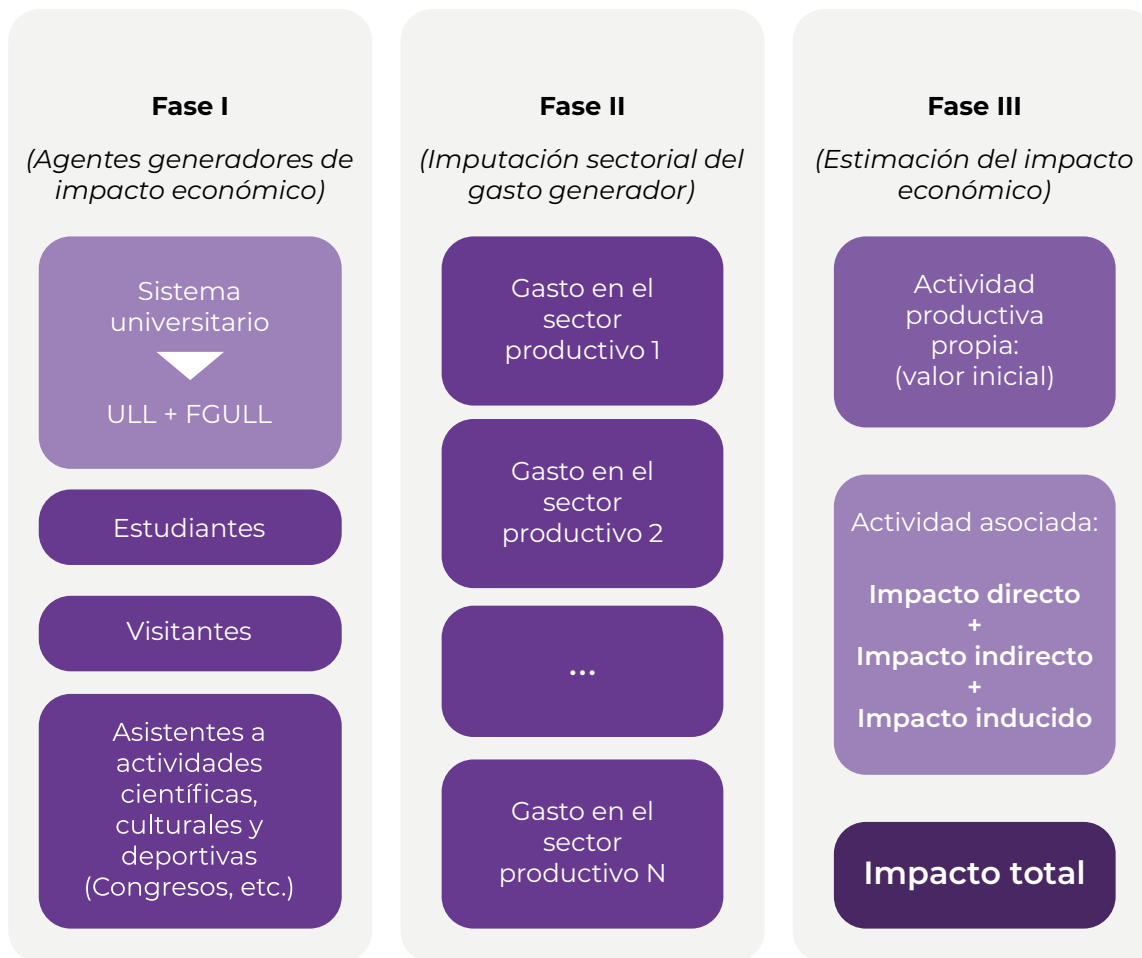 Fase I
(Agentes generadores de
impacto económico)
Sistema
universitario
ULL + FGULL
Estudiantes
Visitantes
Asistentes a
actividades
científicas,
culturales y
deportivas
(Congresos, etc.)
Fase II
(Imputación sectorial del
gasto generador)
Gasto en el
sector
productivo 1
Gasto en el
sector
productivo 2
...
Gasto en el
sector
productivo N
Fase III
(Estimación del impacto
económico)
Actividad
productiva
propia:
(valor inicial)
Actividad asociada:
Impacto directo
+
Impacto indirecto
+
Impacto inducido
Impacto total